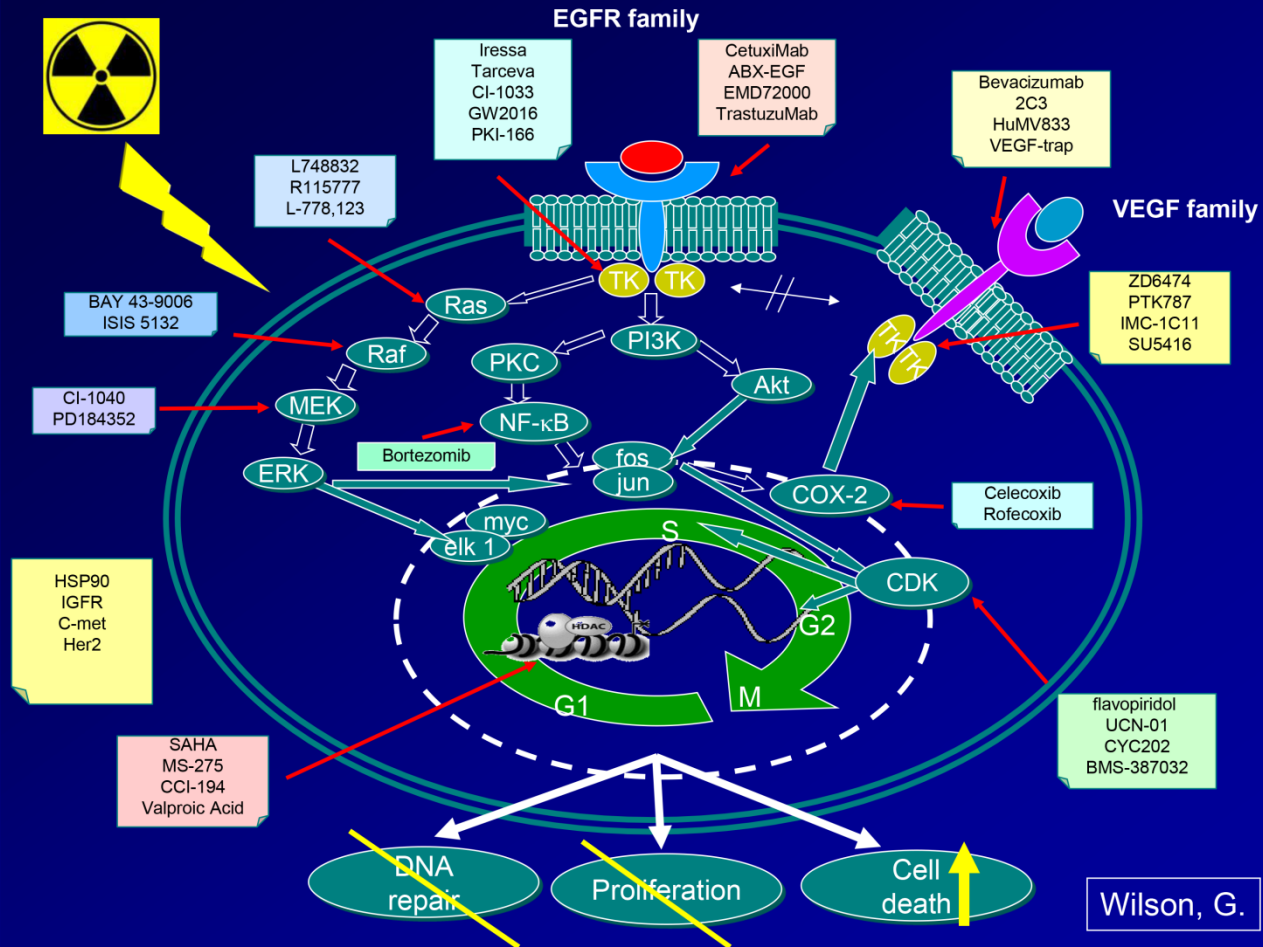 EGFR family
Iressa
Tarceva
CI-1033
GW2016
PKI-166
CetuxiMab
ABX-EGF
EMD72000
TrastuzuMab
Bevacizumab
2C3
HuMV833
VEGF-trap
L748832
R115777
L-778,123
VEGF family
TK
TK
ZD6474
PTK787
IMC-1C11
SU5416
BAY 43-9006
ISIS 5132
Ras
Raf
PI3K
PKC
TK
TK
Akt
CI-1040
PD184352
MEK
NF-κB
Bortezomib
fos
jun
ERK
COX-2
Celecoxib
Rofecoxib
myc
elk 1
S
CDK
HSP90
IGFR
C-met
Her2
HDAC
G2
G1
M
flavopiridol
UCN-01
CYC202
BMS-387032
SAHA
MS-275
CCI-194
Valproic Acid
DNA
repair
Proliferation
Cell
death
Wilson, G.